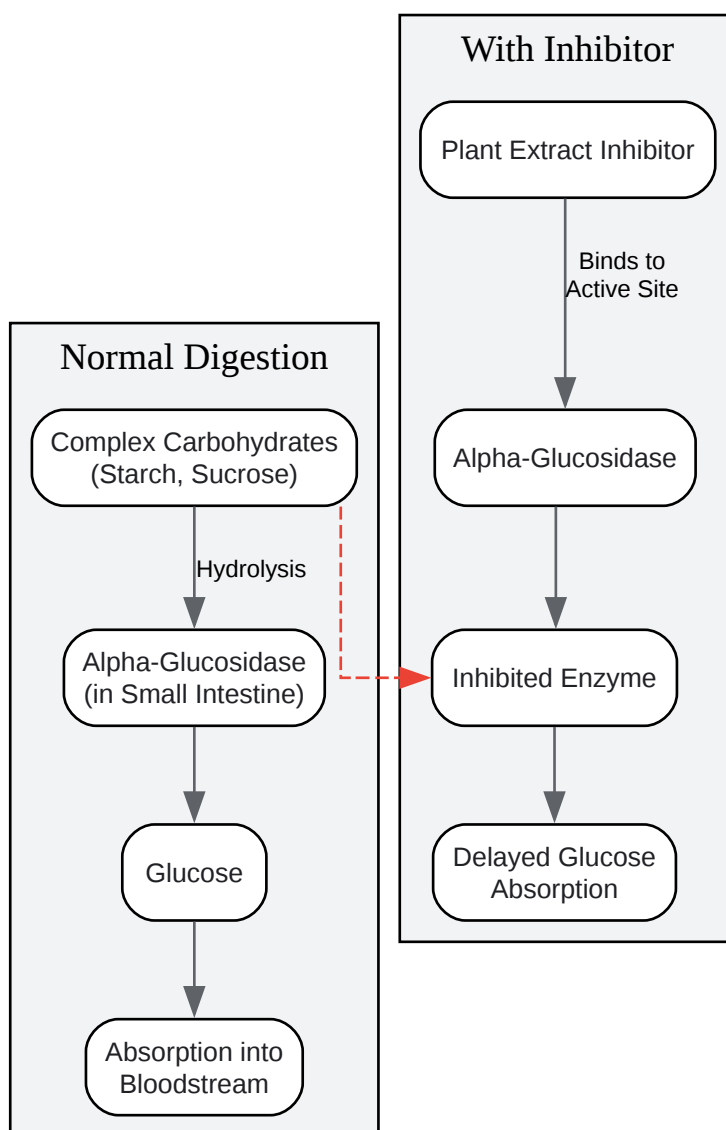 With Inhibitor
Plant Extract Inhibitor
Binds to
Active Site
Alpha-Glucosidase
Inhibited Enzyme
Delayed Glucose
Absorption
Normal Digestion
Complex Carbohydrates
(Starch, Sucrose)
Hydrolysis
Alpha-Glucosidase
(in Small Intestine)
Glucose
Absorption into
Bloodstream